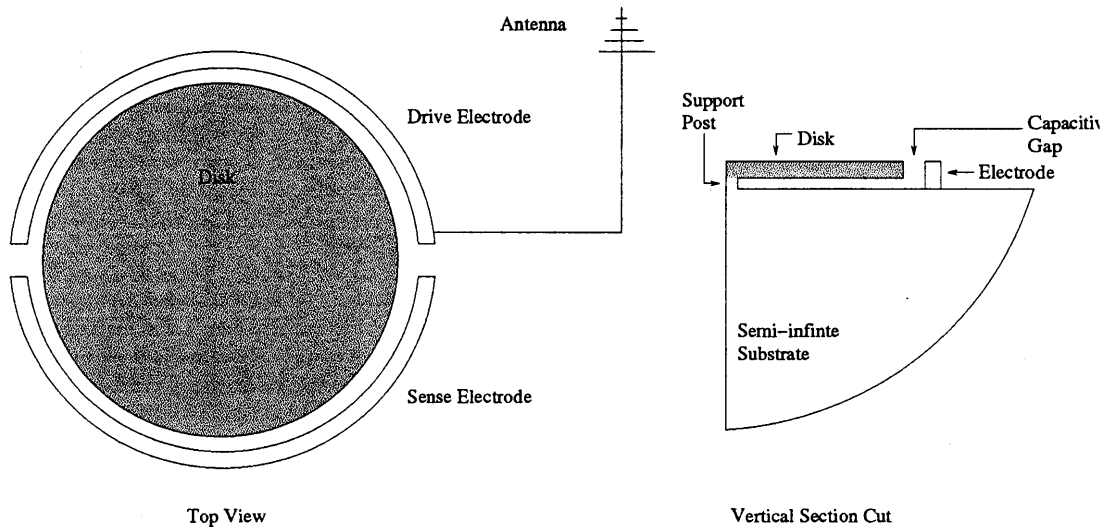 Antenna
Drive Electrode
Disk
Sense Electrode
Top View
Support
Post
Disk
Capacitiv
Gap
Electrode
Semi-infinte
Substrate
Vertical Section Cut